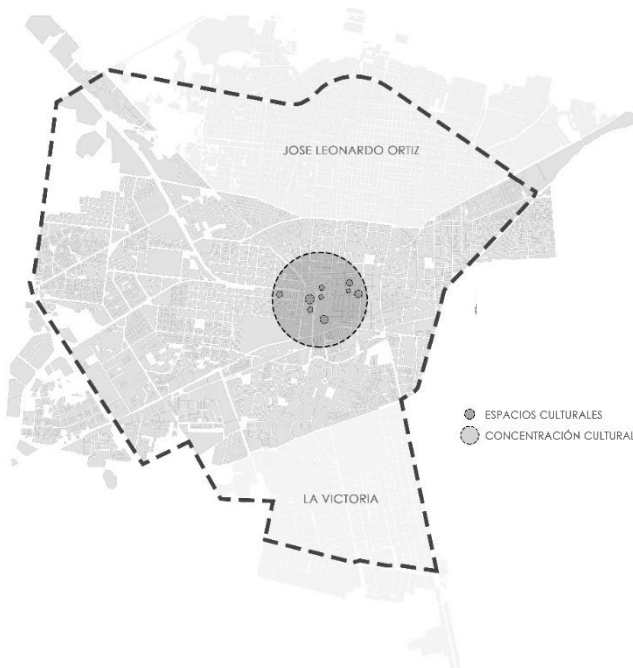 JOSE LEONARDO ORTIZ
ESPACIOS CULTURALES
CONCENTRACIÓN CULTURAL
LA VICTORIA